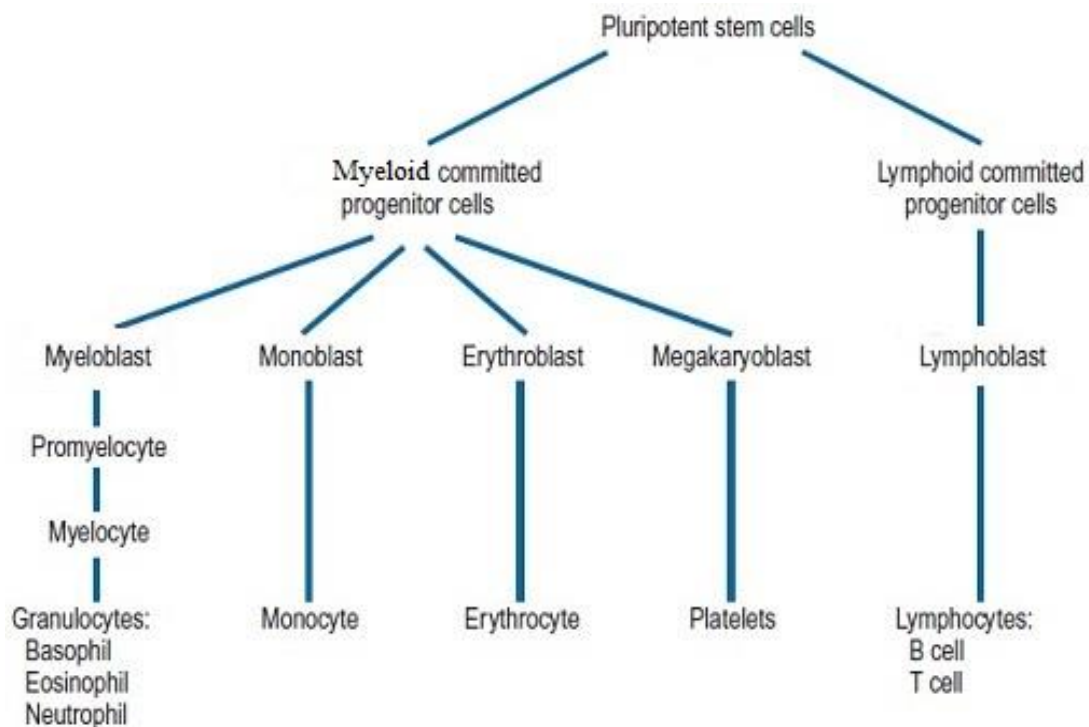 Pluripotent stem cells
Myeloid committed
progenitor cells
Lymphoid committed
progenitor cells
Myeloblast
Monoblast
Erythroblast
Megakaryoblast
Lymphoblast
Promyelocyte
Myelocyte
Granulocytes:
Basophil
Eosinophil
Neutrophil
Monocyte
Erythrocyte
Platelets
Lymphocytes:
B cell
T cell